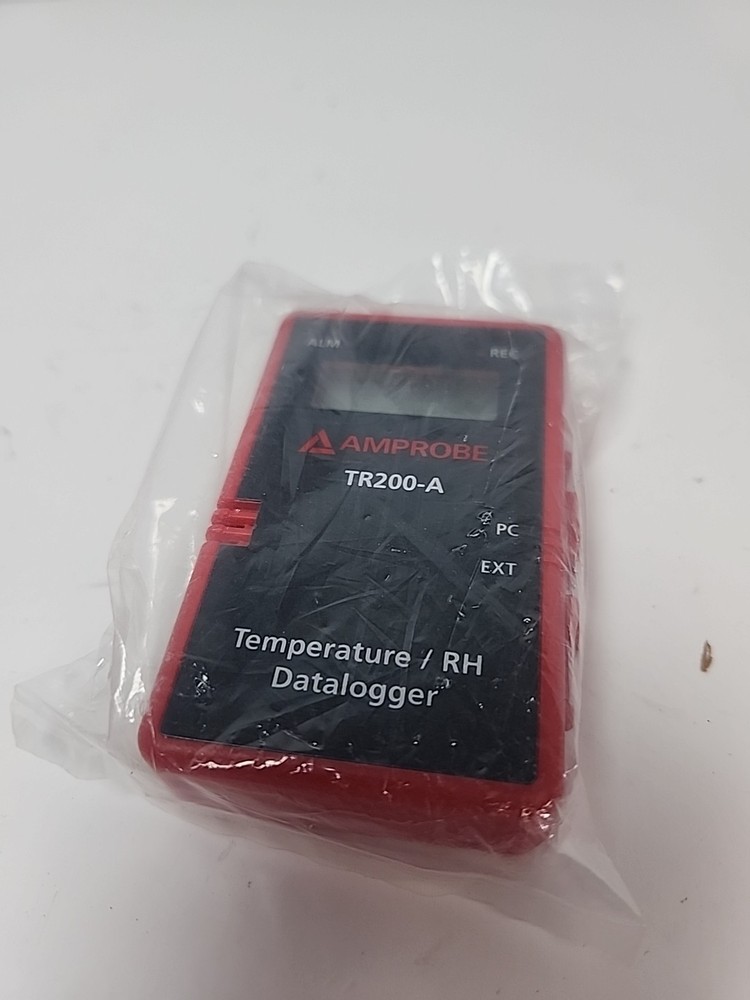 ALM REC
AMPROBE
TR200-A
PC
EXT
Temperature / RH
Datalogger